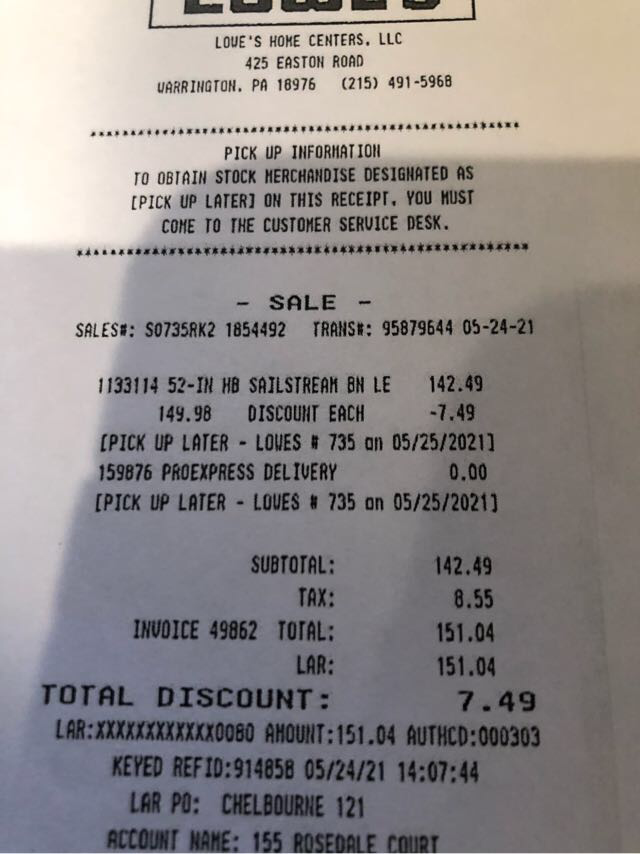 LOWE'S
LOWE'S HOME CENTERS, LLC
425 EASTON ROAD
WARRINGTON, PA 18976 (215) 491-5968
************************************************
PICK UP INFORMATION
TO OBTAIN STOCK MERCHANDISE DESIGNATED AS
[PICK UP LATER] ON THIS RECEIPT, YOU MUST
COME TO THE CUSTOMER SERVICE DESK.
************************************************
- SALE -
SALES#: S0735RK2 1854492 TRANS#: 95879644 05-24-21
1133114 52-IN HB SAILSTREAM BN LE 142.49
149.98 DISCOUNT EACH -7.49
[PICK UP LATER - LOWES # 735 on 05/25/2021]
159876 PROEXPRESS DELIVERY 0.00
[PICK UP LATER - LOWES # 735 on 05/25/2021]
SUBTOTAL: 142.49
TAX: 8.55
INVOICE 49862 TOTAL: 151.04
LAR: 151.04
TOTAL DISCOUNT: 7.49
LAR:XXXXXXXXXXXX0080 AMOUNT:151.04 AUTHCD:000303
KEYED REFID:914858 05/24/21 14:07:44
LAR PO: CHELBOURNE 121
ACCOUNT NAME: 155 ROSEDALE COURT